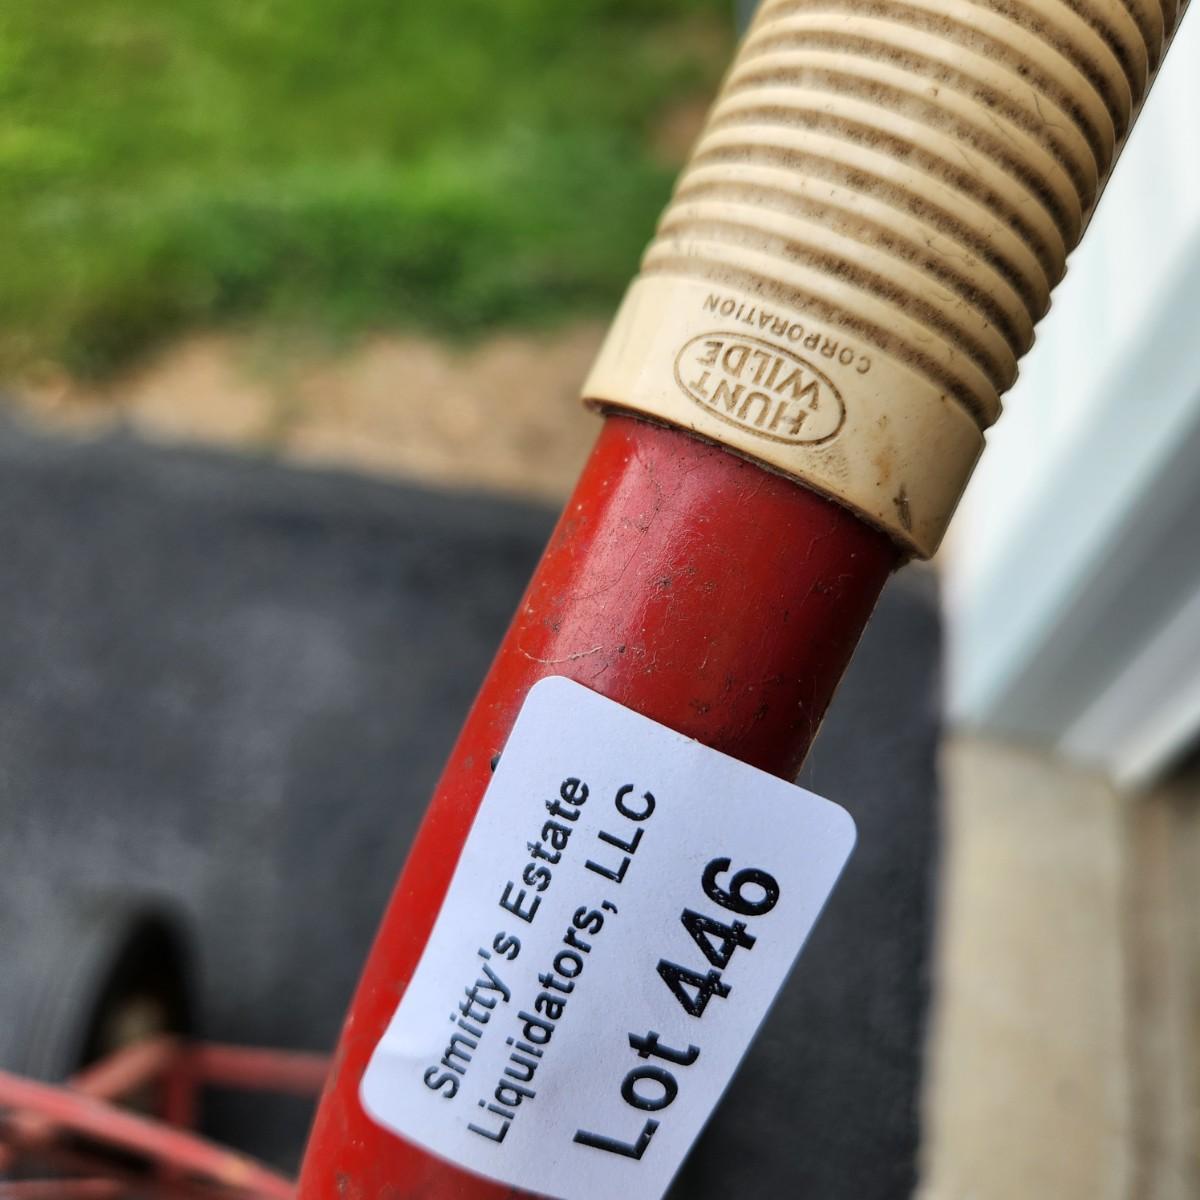 HUNT
WILDE
CORPORATION
Smitty's Estate
Liquidators, LLC
Lot 446